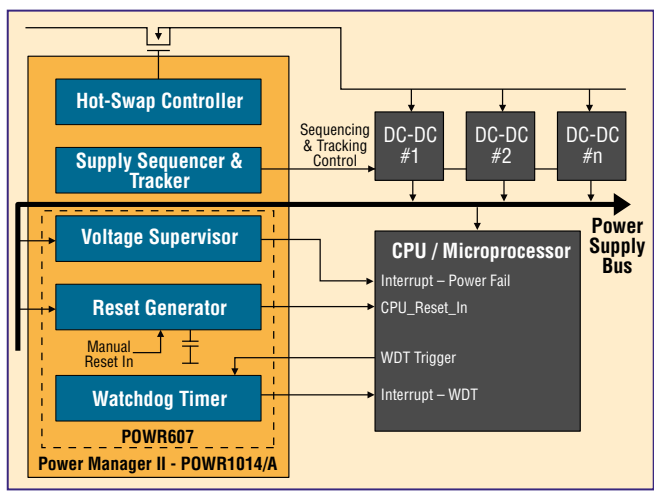 Hot-Swap Controller
Supply Sequencer &
Tracker
Sequencing
& Tracking
Control
DC-DC
#1
DC-DC
#2
DC-DC
#n
Power
Supply
Bus
Voltage Supervisor
Reset Generator
Manual
Reset In
Watchdog Timer
POWR607
Power Manager II - POWR1014/A
CPU / Microprocessor
Interrupt – Power Fail
CPU_Reset_In
WDT Trigger
Interrupt – WDT